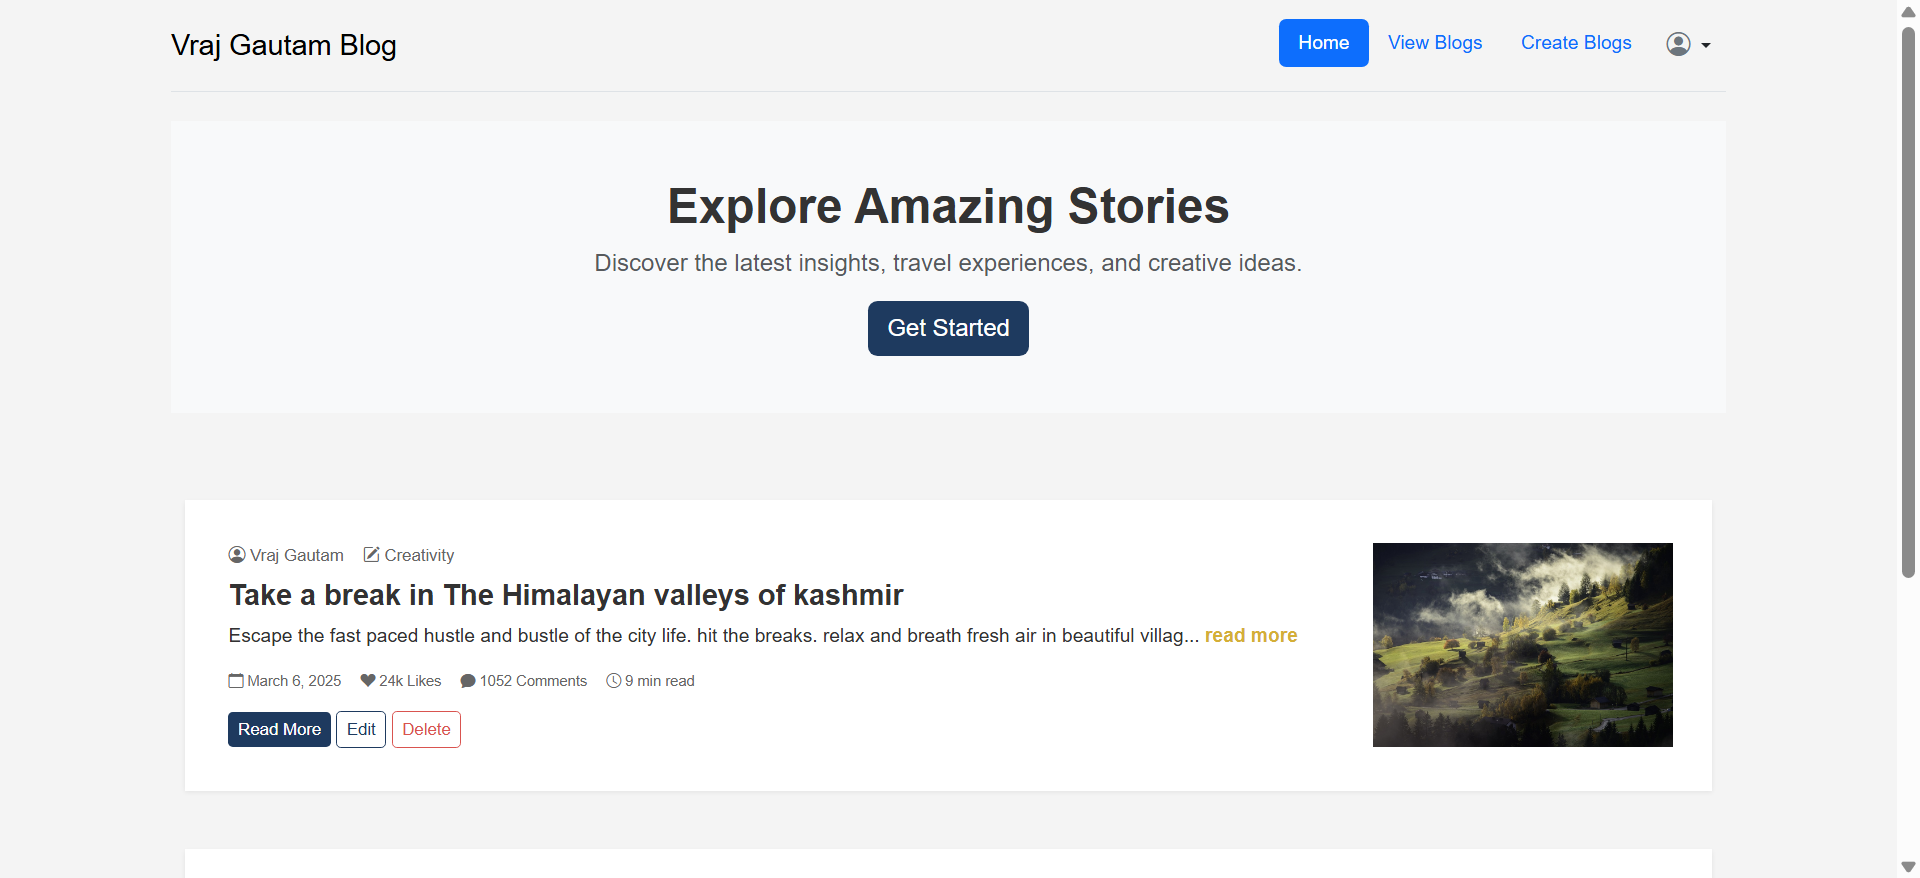 Vraj Gautam Blog
Home View Blogs Create Blogs
Explore Amazing Stories
Discover the latest insights, travel experiences, and creative ideas.
Get Started
Vraj Gautam Creativity
Take a break in The Himalayan valleys of kashmir
Escape the fast paced hustle and bustle of the city life. hit the breaks. relax and breath fresh air in beautiful villag... read more
March 6, 2025 24k Likes 1052 Comments 9 min read
Read More Edit Delete